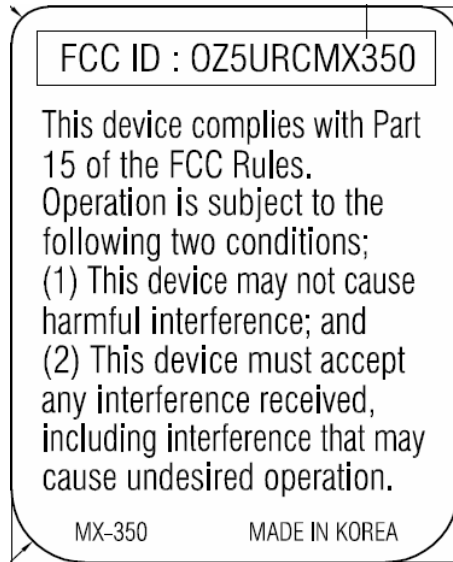 FCC ID : OZ5URCMX350
This device complies with Part
15 of the FCC Rules.
Operation is subject to the
following two conditions;
(1) This device may not cause
harmful interference; and
(2) This device must accept
any interference received,
including interference that may
cause undesired operation.
MX-350 MADE IN KOREA